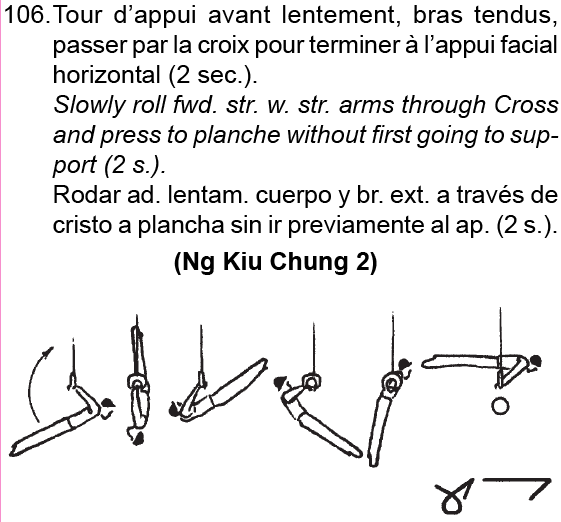 106.Tour d’appui avant lentement, bras tendus,
passer par la croix pour terminer à l’appui facial
horizontal (2 sec.).
Slowly roll fwd. str. w. str. arms through Cross
and press to planche without first going to sup-
port (2 s.).
Rodar ad. lentam. cuerpo y br. ext. a través de
cristo a plancha sin ir previamente al ap. (2 s.).
(Ng Kiu Chung 2)